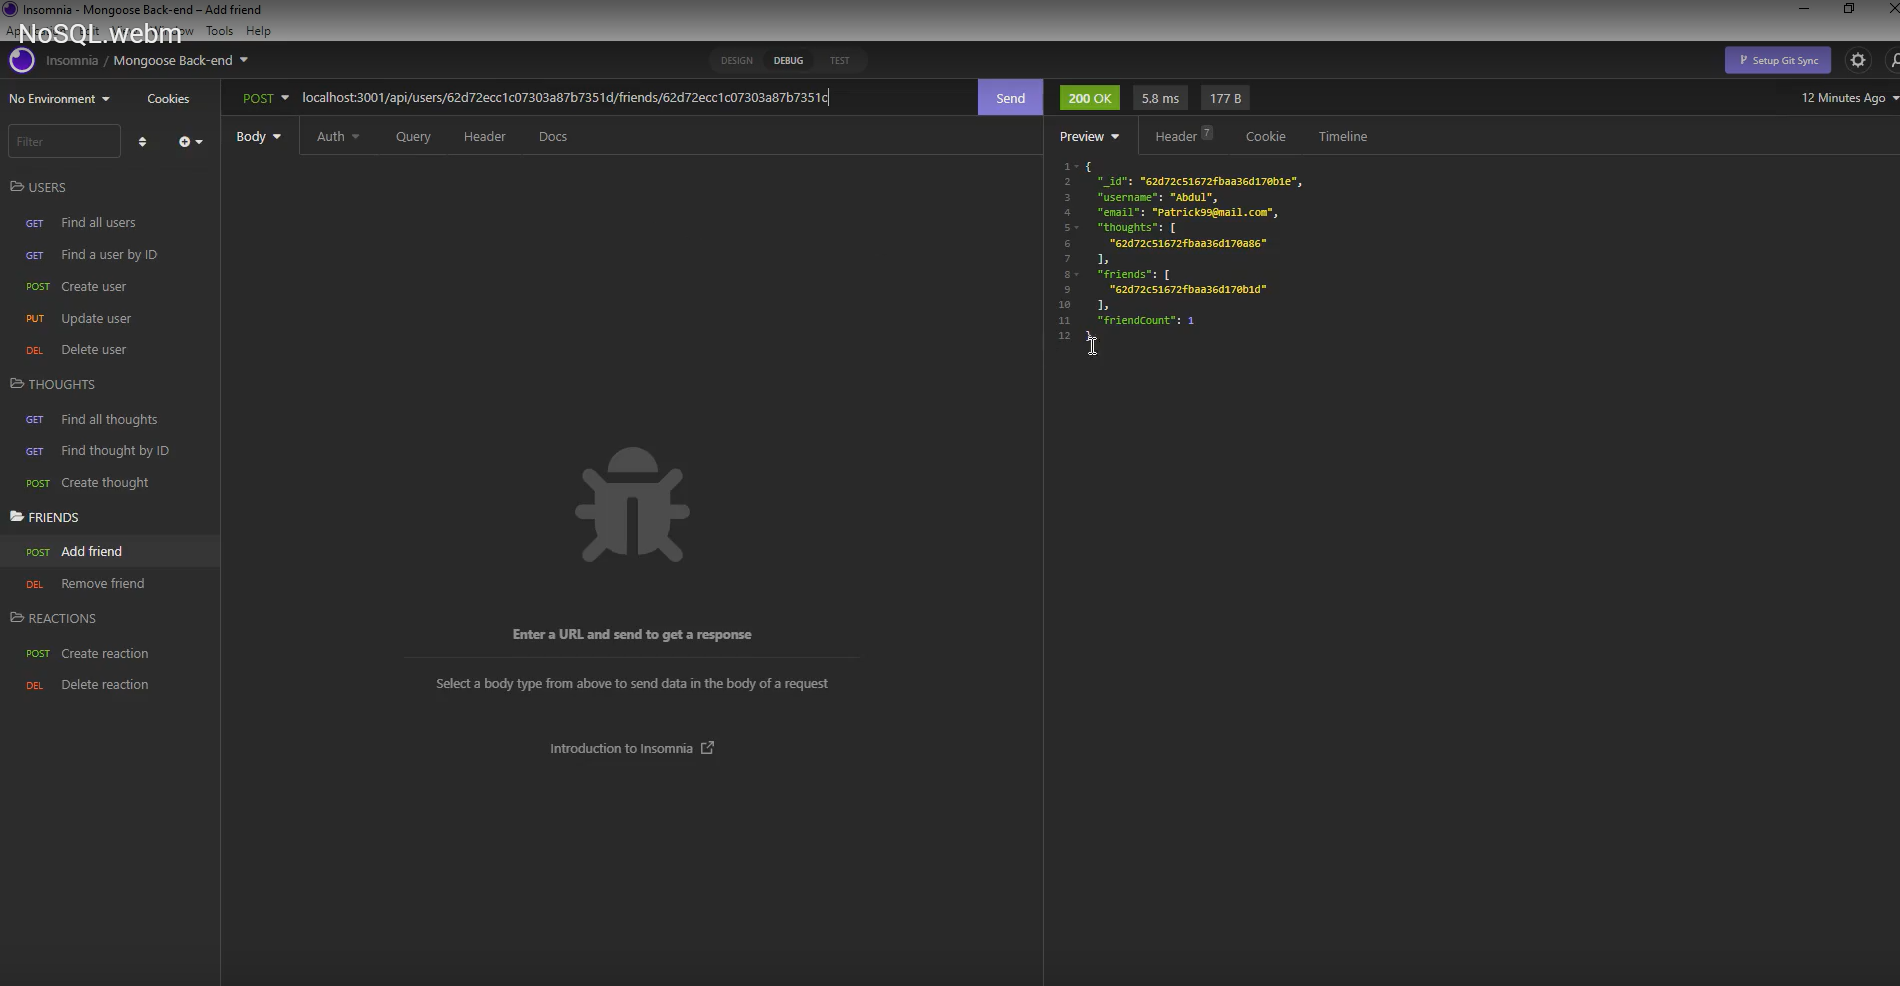 Insomnia - Mongoose Back-end – Add friend
NoSQL.webm
Tools Help
Insomnia / Mongoose Back-end
DESIGN DEBUG TEST
Setup Git Sync
No Environment Cookies
POST localhost:3001/api/users/62d72ecc1c07303a87b7351d/friends/62d72ecc1c07303a87b7351c
Send
200 OK 5.8 ms 177 B
12 Minutes Ago
Filter
Body Auth Query Header Docs
Preview Header 7 Cookie Timeline
USERS
GET Find all users
GET Find a user by ID
POST Create user
PUT Update user
DEL Delete user
THOUGHTS
GET Find all thoughts
GET Find thought by ID
POST Create thought
FRIENDS
POST Add friend
DEL Remove friend
REACTIONS
POST Create reaction
DEL Delete reaction
Enter a URL and send to get a response
Select a body type from above to send data in the body of a request
Introduction to Insomnia
1 {
2 "_id": "62d72c51672fbaa36d170b1e",
3 "username": "Abdul",
4 "email": "Patrick99@mail.com",
5 "thoughts": [
6 "62d72c51672fbaa36d170a86"
7 ],
8 "friends": [
9 "62d72c51672fbaa36d170b1d"
10 ],
11 "friendCount": 1
12 }